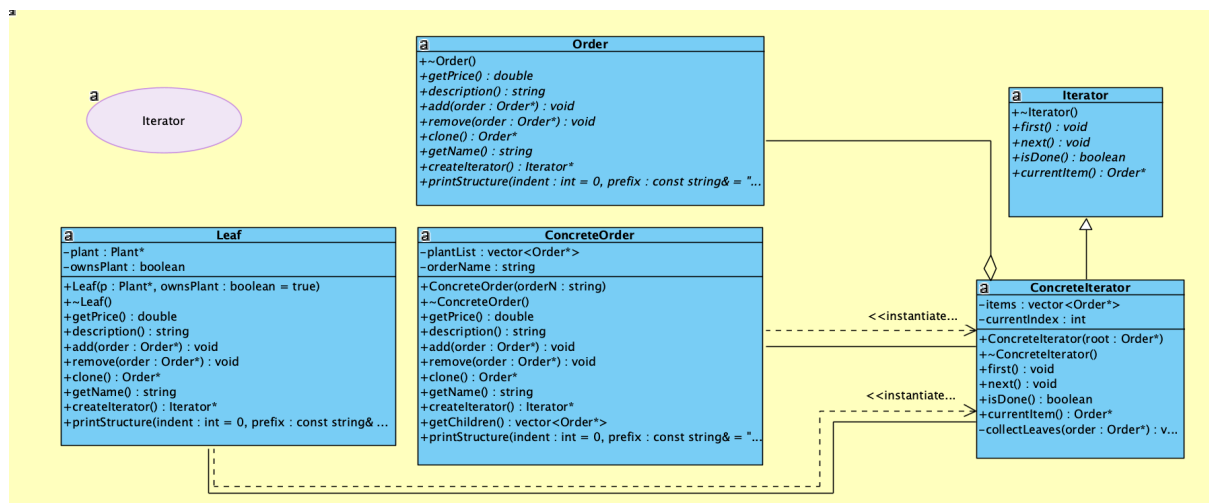 a
a
Iterator
a
Order
+~Order()
+getPrice() : double
+description() : string
+add(order : Order*) : void
+remove(order : Order*) : void
+clone() : Order*
+getName() : string
+createIterator() : Iterator*
+printStructure(indent : int = 0, prefix : const string& = "...
a
Iterator
+~Iterator()
+first() : void
+next() : void
+isDone() : boolean
+currentItem() : Order*
a
Leaf
-plant : Plant*
-ownsPlant : boolean
+Leaf(p : Plant*, ownsPlant : boolean = true)
+~Leaf()
+getPrice() : double
+description() : string
+add(order : Order*) : void
+remove(order : Order*) : void
+clone() : Order*
+getName() : string
+createIterator() : Iterator*
+printStructure(indent : int = 0, prefix : const string& ...
a
ConcreteOrder
-plantList : vector<Order*>
-orderName : string
+ConcreteOrder(orderN : string)
+~ConcreteOrder()
+getPrice() : double
+description() : string
+add(order : Order*) : void
+remove(order : Order*) : void
+clone() : Order*
+getName() : string
+createIterator() : Iterator*
+getChildren() : vector<Order*>
+printStructure(indent : int = 0, prefix : const string& = "...
<<instantiate...
<<instantiate...
a
ConcreteIterator
-items : vector<Order*>
-currentIndex : int
+ConcreteIterator(root : Order*)
+~ConcreteIterator()
+first() : void
+next() : void
+isDone() : boolean
+currentItem() : Order*
-collectLeaves(order : Order*) : v...